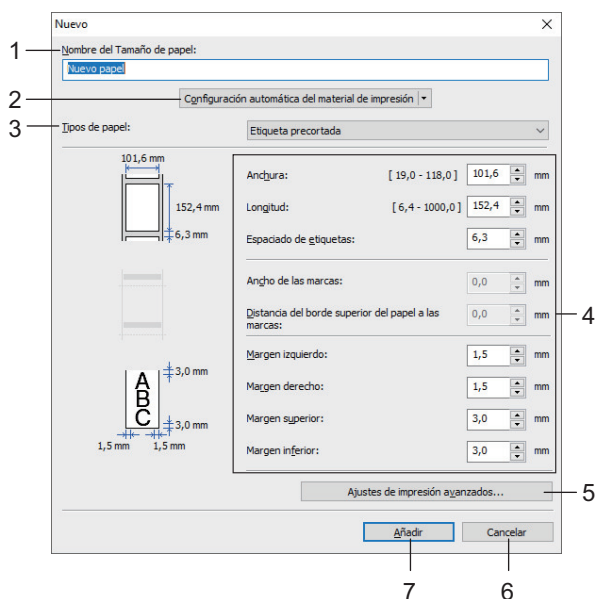 Nuevo
1
Nombre del Tamaño de papel:
Nuevo papel
2
Configuración automática del material de impresión
3
Tipos de papel:
Etiqueta precortada
101,6 mm
152,4 mm
6,3 mm
Anchura:
[ 19,0 - 118,0 ]
101,6
mm
Longitud:
[ 6,4 - 1000,0 ]
152,4
mm
Espaciado de etiquetas:
6,3
mm
Ancho de las marcas:
0,0
mm
Distancia del borde superior del papel a las
marcas:
0,0
mm
4
3,0 mm
ABC
3,0 mm
1,5 mm
1,5 mm
Margen izquierdo:
1,5
mm
Margen derecho:
1,5
mm
Margen superior:
3,0
mm
Margen inferior:
3,0
mm
Ajustes de impresión avanzados...
5
Añadir
Cancelar
7
6